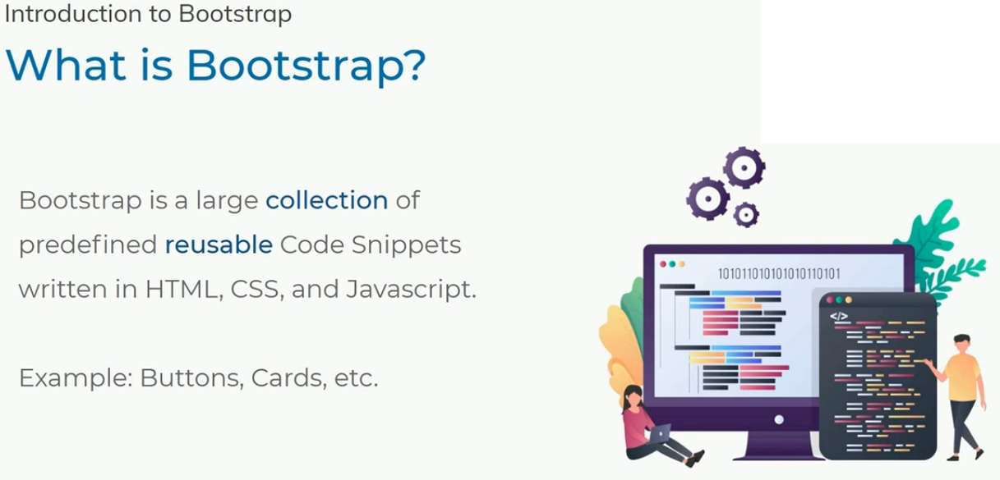 Introduction to Bootstrap
What is Bootstrap?
Bootstrap is a large collection of
predefined reusable Code Snippets
written in HTML, CSS, and Javascript.
Example: Buttons, Cards, etc.
101011010101010110101
</>